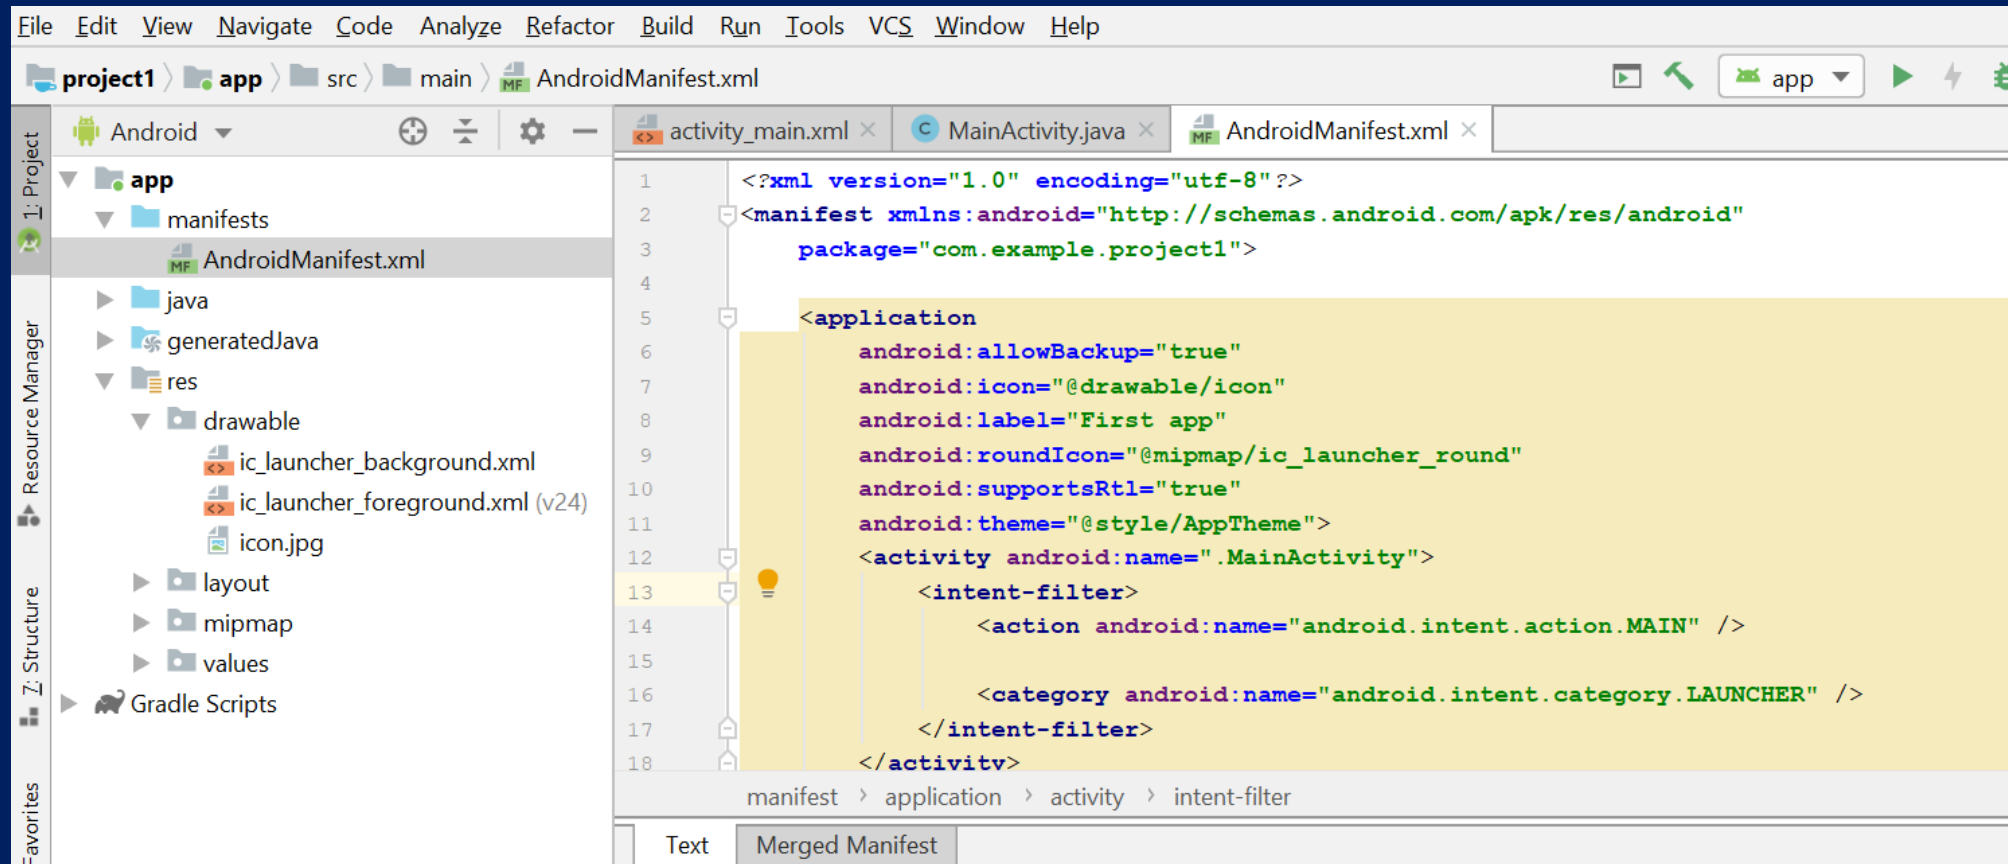 File Edit View Navigate Code Analyze Refactor Build Run Tools VCS Window Help
project1 app src main MF AndroidManifest.xml app
1: Project
Resource Manager
7: Structure
Favorites
Android
app
manifests
MF AndroidManifest.xml
java
generatedJava
res
drawable
ic_launcher_background.xml
ic_launcher_foreground.xml (v24)
icon.jpg
layout
mipmap
values
Gradle Scripts
activity_main.xml C MainActivity.java MF AndroidManifest.xml
1 <?xml version="1.0" encoding="utf-8"?>
2 <manifest xmlns:android="http://schemas.android.com/apk/res/android"
3 package="com.example.project1">
4
5 <application
6 android:allowBackup="true"
7 android:icon="@drawable/icon"
8 android:label="First app"
9 android:roundIcon="@mipmap/ic_launcher_round"
10 android:supportsRtl="true"
11 android:theme="@style/AppTheme">
12 <activity android:name=".MainActivity">
13 <intent-filter>
14 <action android:name="android.intent.action.MAIN" />
15
16 <category android:name="android.intent.category.LAUNCHER" />
17 </intent-filter>
18 </activity>
manifest › application › activity › intent-filter
Text Merged Manifest